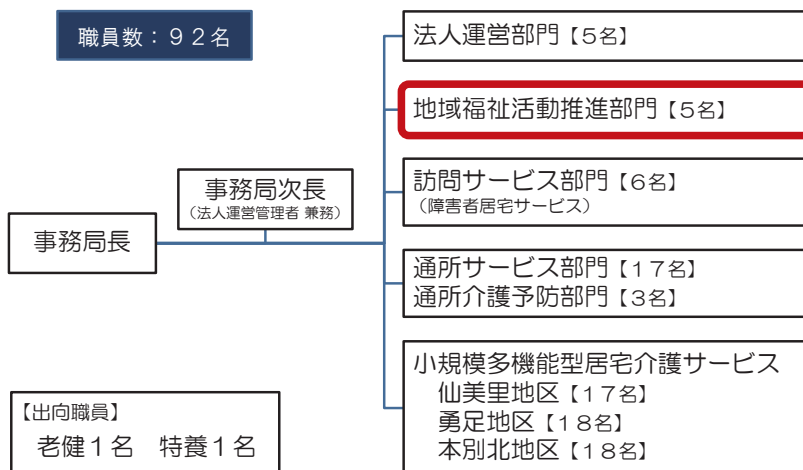 職員数：９２名
法人運営部門【５名】
地域福祉活動推進部門【５名】
訪問サービス部門【６名】
（障害者居宅サービス）
事務局次長
（法人運営管理者 兼務）
事務局長
通所サービス部門【１７名】
通所介護予防部門【３名】
小規模多機能型居宅介護サービス
仙美里地区【１７名】
勇足地区【１８名】
本別北地区【１８名】
【出向職員】
老健１名　特養１名